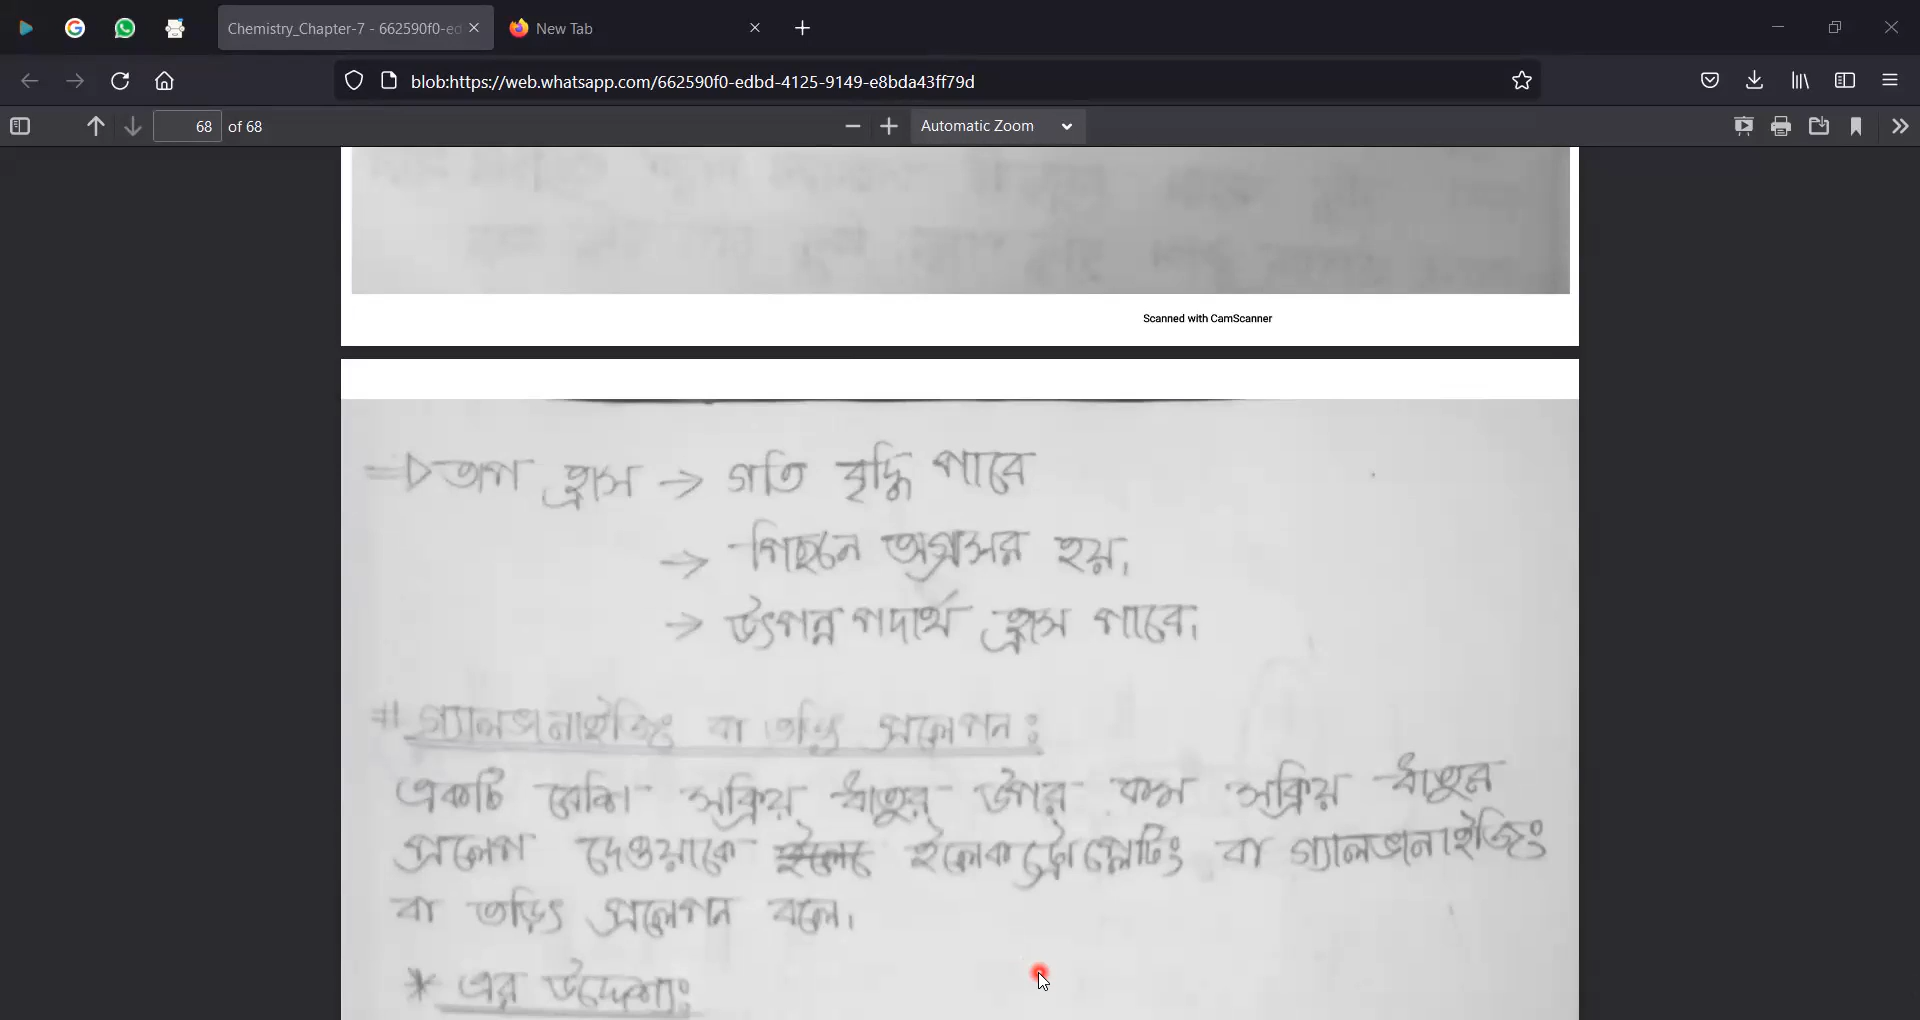 Chemistry_Chapter-7 - 662590f0-ed
New Tab
blob:https://web.whatsapp.com/662590f0-edbd-4125-9149-e8bda43ff79d
68 of 68
Automatic Zoom
Scanned with CamScanner
=> তাপ হ্রাস → গতি বৃদ্ধি পাবে
→ পিছনে অগ্রসর হয়।
→ উৎপন্ন পদার্থ হ্রাস পাবে।
# গ্যালভানাইজিং বা তড়িৎ প্রলেপন :
একটি বেশি সক্রিয় ধাতুর উপর কম সক্রিয় ধাতুর
প্রলেপ দেওয়াকে ইলেকট্রোপ্লেটিং বা গ্যালভানাইজিং
বা তড়িৎ প্রলেপন বলে।
* এর উদ্দেশ্য: